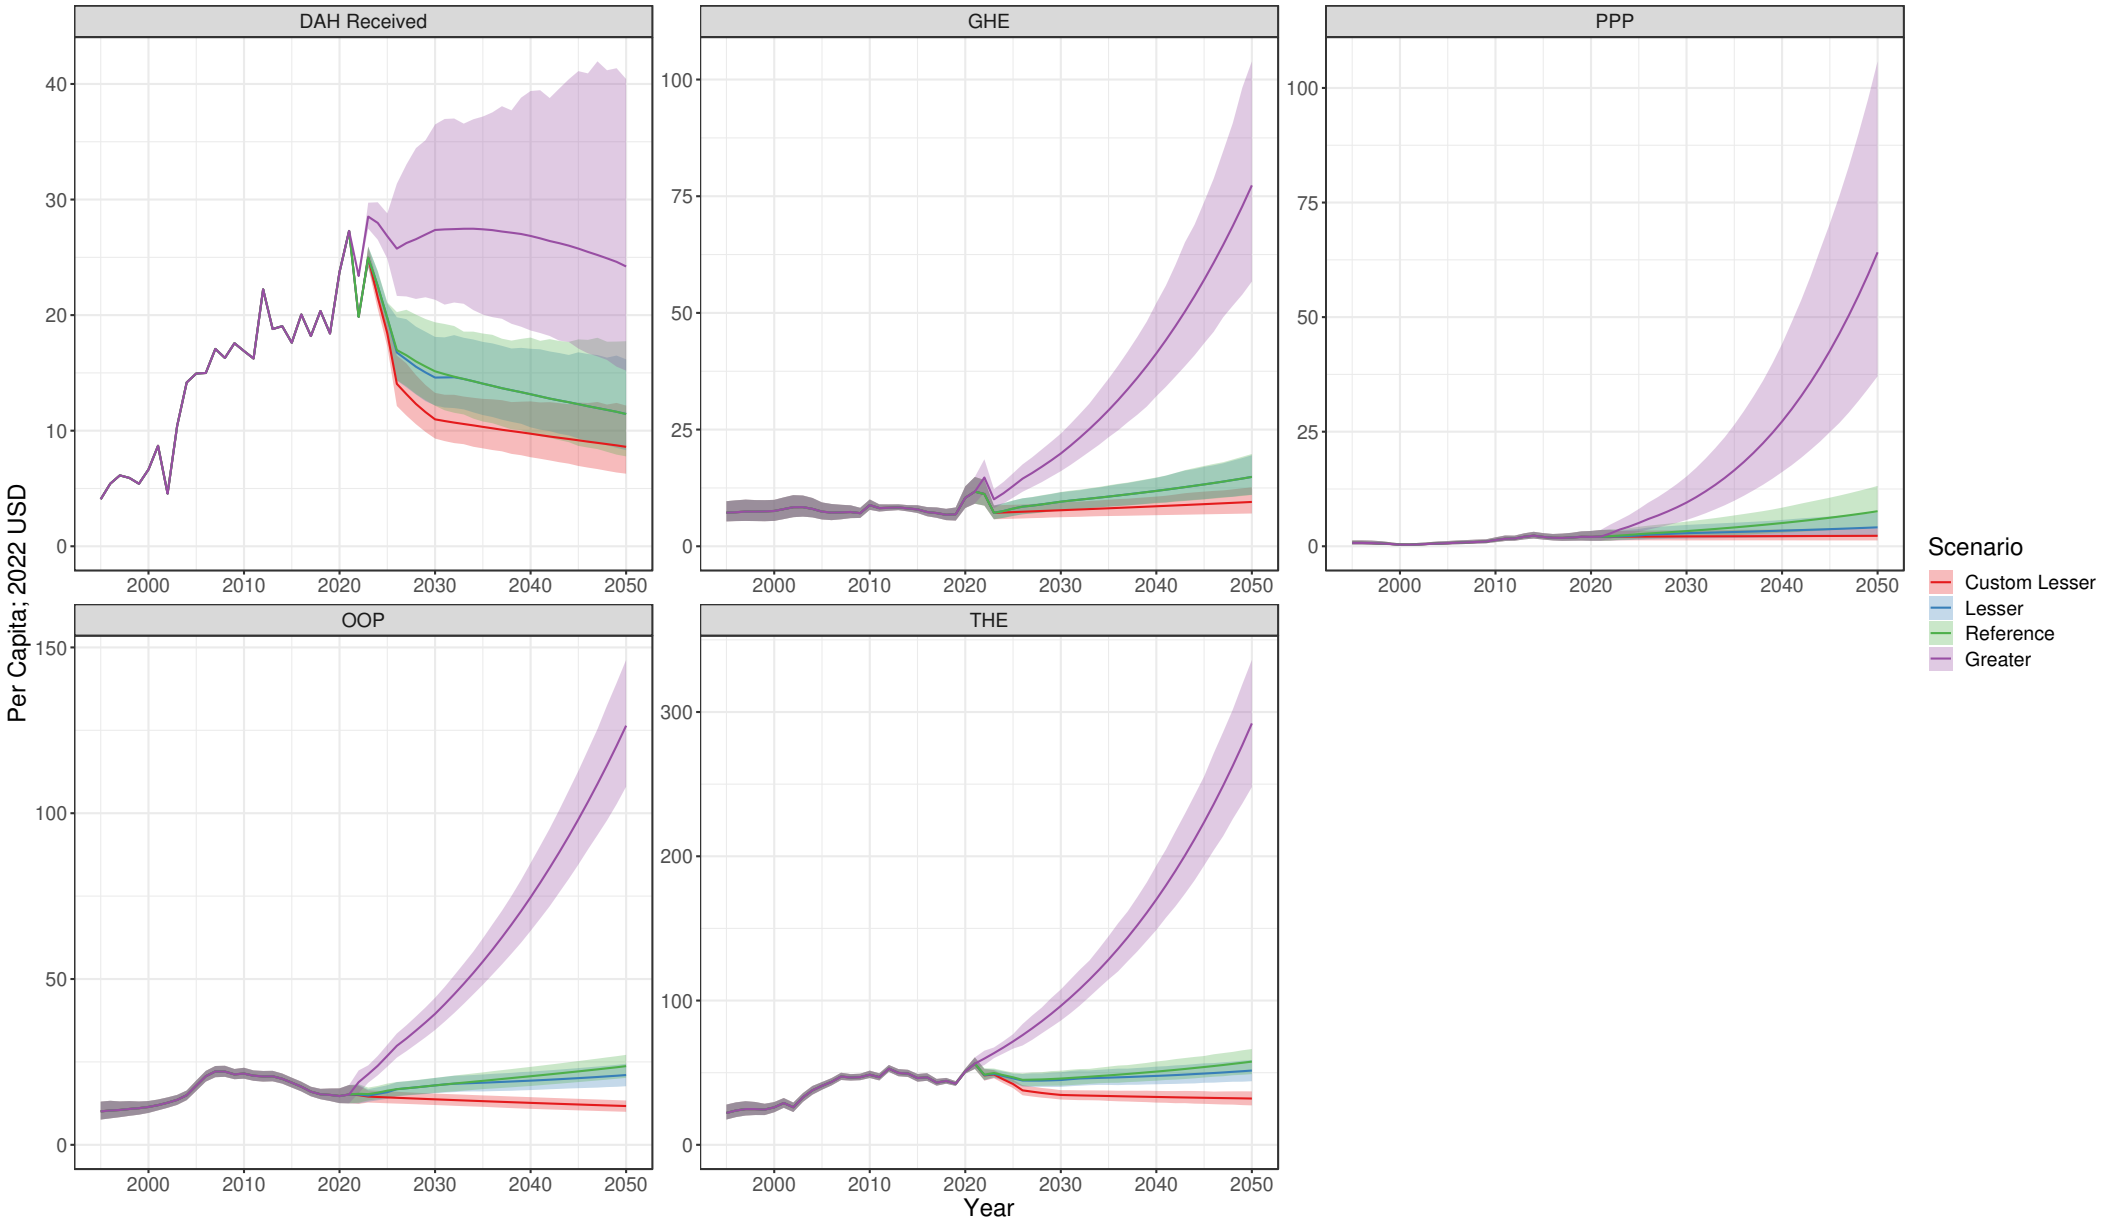 DAH Received
GHE
PPP
40
30
20
10
0
100
75
50
25
0
100
75
50
25
0
2000 2010 2020 2030 2040 2050
2000 2010 2020 2030 2040 2050
2000 2010 2020 2030 2040 2050
OOP
THE
150
100
50
0
300
200
100
0
2000 2010 2020 2030 2040 2050
2000 2010 2020 2030 2040 2050
Per Capita; 2022 USD
Year
Scenario
Custom Lesser
Lesser
Reference
Greater